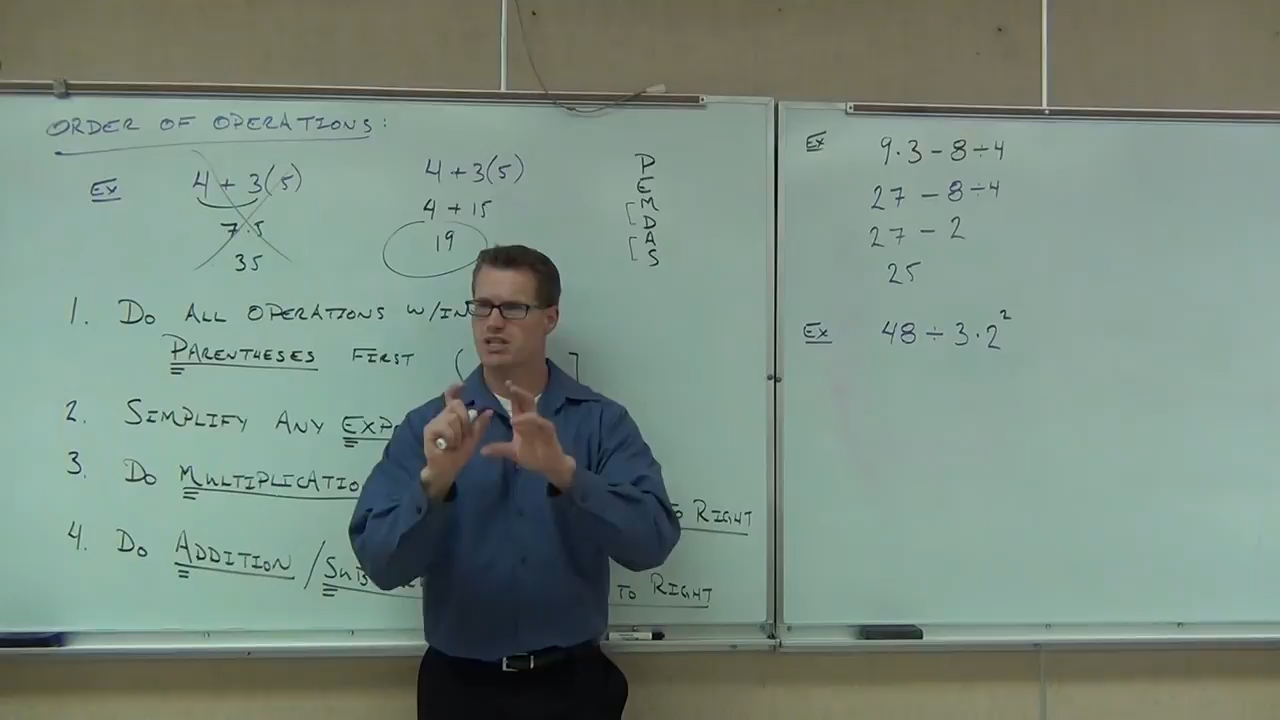 ORDER OF OPERATIONS:
Ex 4 + 3(5) 4 + 3(5)
7·5 4 + 15
35 19
P
E
M
D
A
S
1. DO ALL OPERATIONS W/IN
PARENTHESES FIRST ( ]
2. SIMPLIFY ANY
3. DO
TO RIGHT
4. DO ADDITION /
TO RIGHT
Ex 9·3 - 8÷4
27 - 8÷4
27 - 2
25
Ex 48 ÷ 3·2²